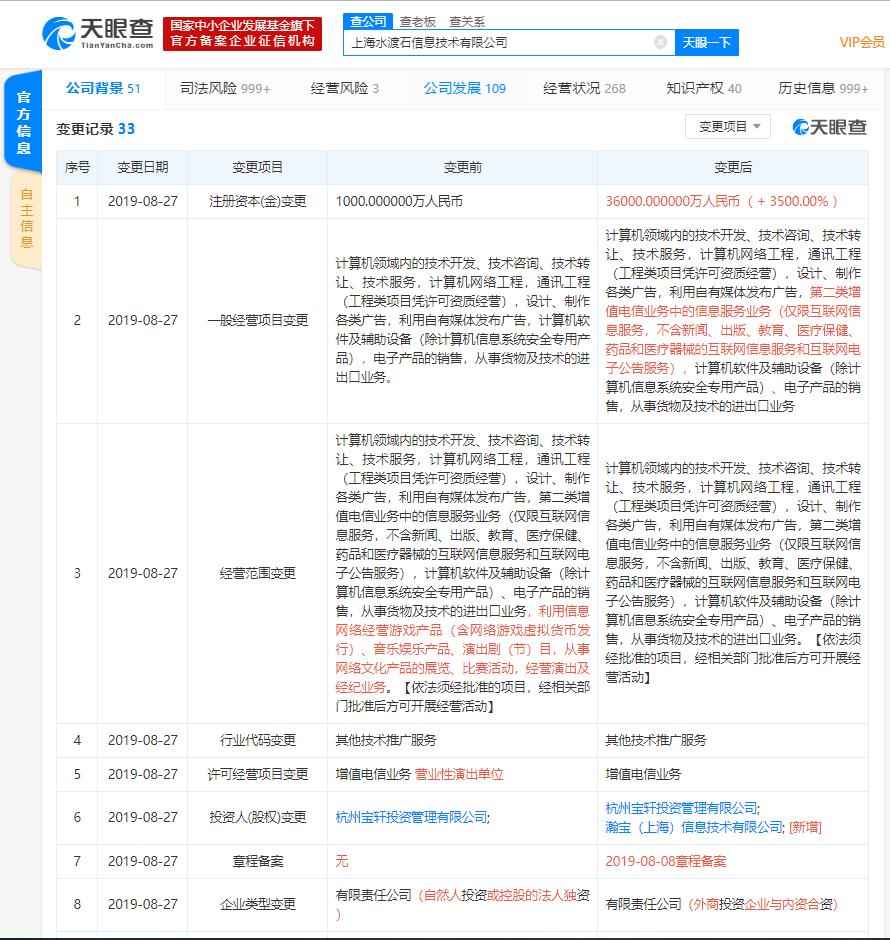 天眼查
TianYanCha.com
国家中小企业发展基金旗下
官方备案企业征信机构
查公司 查老板 查关系
上海水渡石信息技术有限公司
天眼一下
VIP会员
官方信息
自主信息
公司背景 51 司法风险 999+ 经营风险 3 公司发展 109 经营状况 268 知识产权 40 历史信息 999+
变更记录 33
变更项目
天眼查
序号 变更日期 变更项目 变更前 变更后
1 2019-08-27 注册资本(金)变更 1000.000000万人民币 36000.000000万人民币（ + 3500.00% ）
2 2019-08-27 一般经营项目变更
计算机领域内的技术开发、技术咨询、技术转
让、技术服务，计算机网络工程，通讯工程
（工程类项目凭许可资质经营），设计、制作
各类广告，利用自有媒体发布广告，计算机软
件及辅助设备（除计算机信息系统安全专用产
品），电子产品的销售，从事货物及技术的进
出口业务。
计算机领域内的技术开发、技术咨询、技术转
让、技术服务，计算机网络工程，通讯工程
（工程类项目凭许可资质经营），设计、制作
各类广告，利用自有媒体发布广告，第二类增
值电信业务中的信息服务业务（仅限互联网信
息服务，不含新闻、出版、教育、医疗保健、
药品和医疗器械的互联网信息服务和互联网电
子公告服务），计算机软件及辅助设备（除计
算机信息系统安全专用产品）、电子产品的销
售，从事货物及技术的进出口业务
3 2019-08-27 经营范围变更
计算机领域内的技术开发、技术咨询、技术转
让、技术服务，计算机网络工程，通讯工程
（工程类项目凭许可资质经营），设计、制作
各类广告，利用自有媒体发布广告，第二类增
值电信业务中的信息服务业务（仅限互联网信
息服务，不含新闻、出版、教育、医疗保健、
药品和医疗器械的互联网信息服务和互联网电
子公告服务），计算机软件及辅助设备（除计
算机信息系统安全专用产品）、电子产品的销
售，从事货物及技术的进出口业务，利用信息
网络经营游戏产品（含网络游戏虚拟货币发
行）、音乐娱乐产品、演出剧（节）目，从事
网络文化产品的展览、比赛活动，经营演出及
经纪业务。【依法须经批准的项目，经相关部
门批准后方可开展经营活动】
计算机领域内的技术开发、技术咨询、技术转
让、技术服务，计算机网络工程，通讯工程
（工程类项目凭许可资质经营），设计、制作
各类广告，利用自有媒体发布广告，第二类增
值电信业务中的信息服务业务（仅限互联网信
息服务，不含新闻、出版、教育、医疗保健、
药品和医疗器械的互联网信息服务和互联网电
子公告服务），计算机软件及辅助设备（除计
算机信息系统安全专用产品）、电子产品的销
售，从事货物及技术的进出口业务。【依法须
经批准的项目，经相关部门批准后方可开展经
营活动】
4 2019-08-27 行业代码变更 其他技术推广服务 其他技术推广服务
5 2019-08-27 许可经营项目变更 增值电信业务 营业性演出单位 增值电信业务
6 2019-08-27 投资人(股权)变更 杭州宝轩投资管理有限公司;
杭州宝轩投资管理有限公司;
瀚宝（上海）信息技术有限公司; [新增]
7 2019-08-27 章程备案 无 2019-08-08章程备案
8 2019-08-27 企业类型变更
有限责任公司（自然人投资或控股的法人独资
）
有限责任公司（外商投资企业与内资合资）